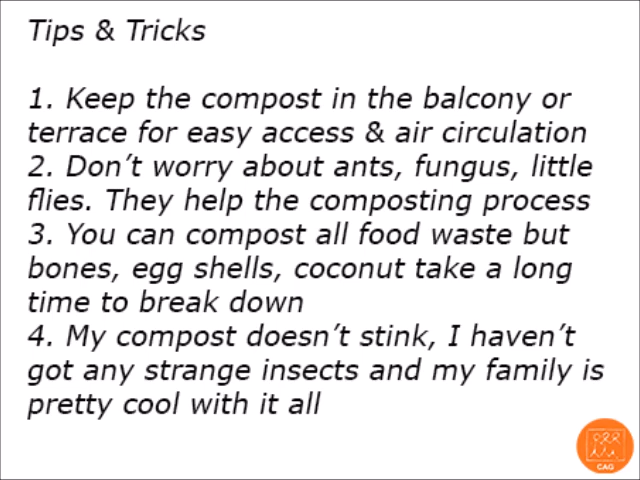 Tips & Tricks
1. Keep the compost in the balcony or
terrace for easy access & air circulation
2. Don’t worry about ants, fungus, little
flies. They help the composting process
3. You can compost all food waste but
bones, egg shells, coconut take a long
time to break down
4. My compost doesn’t stink, I haven’t
got any strange insects and my family is
pretty cool with it all
CAG